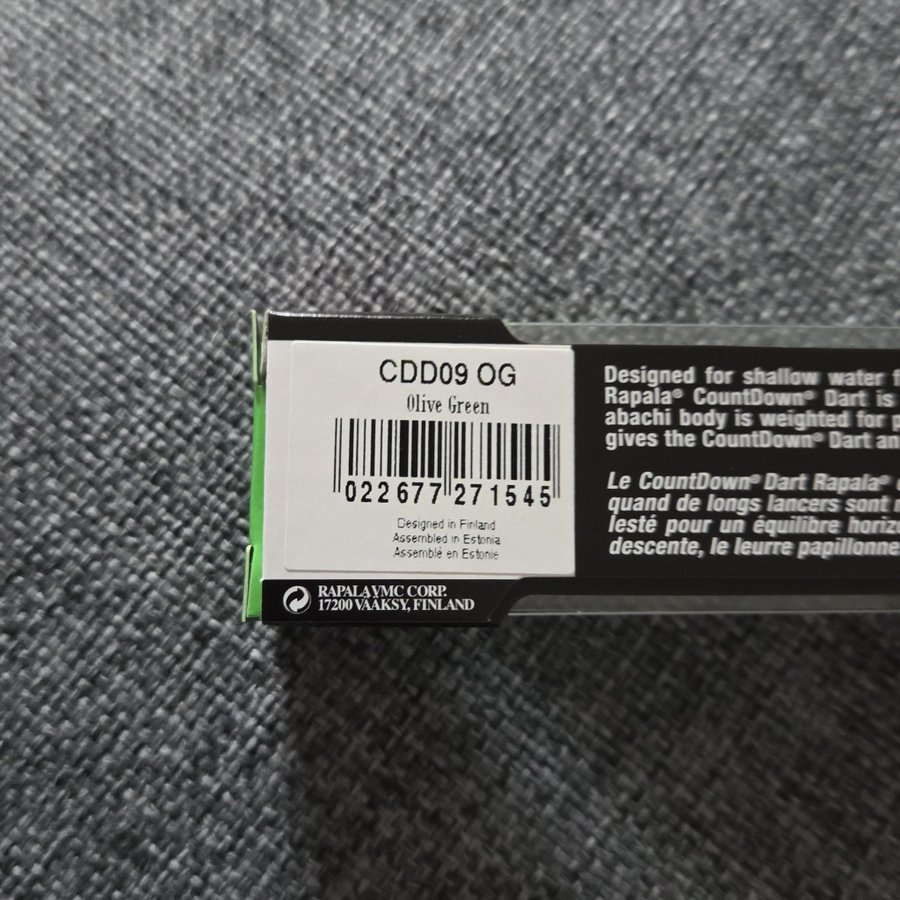 CDD09 OG
Olive Green
022677 271545
Designed in Finland
Assembled in Estonia
Assemblé en Estonie
RAPALA VMC CORP.
17200 VÄÄKSY, FINLAND
Designed for shallow water
Rapala® CountDown® Dart is
abachi body is weighted for
gives the CountDown® Dart an
Le CountDown® Dart Rapala®
quand de longs lancers sont
lesté pour un équilibre
descente, le leurre papillonne